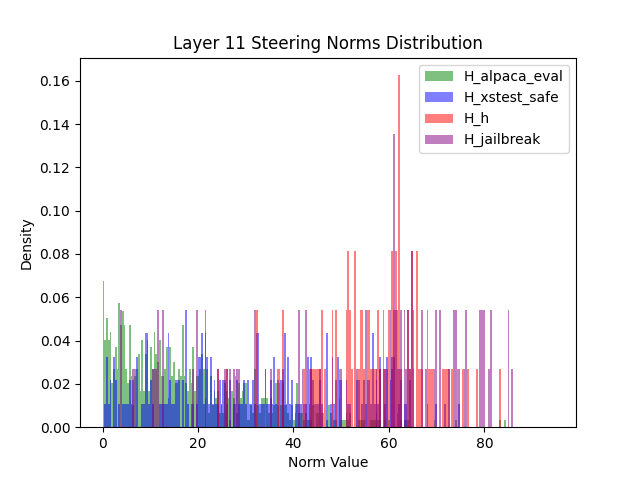 Layer 11 Steering Norms Distribution
H_alpaca_eval
H_xstest_safe
H_h
H_jailbreak
0.16
0.14
0.12
0.10
0.08
0.06
0.04
0.02
0.00
Density
0 20 40 60 80
Norm Value